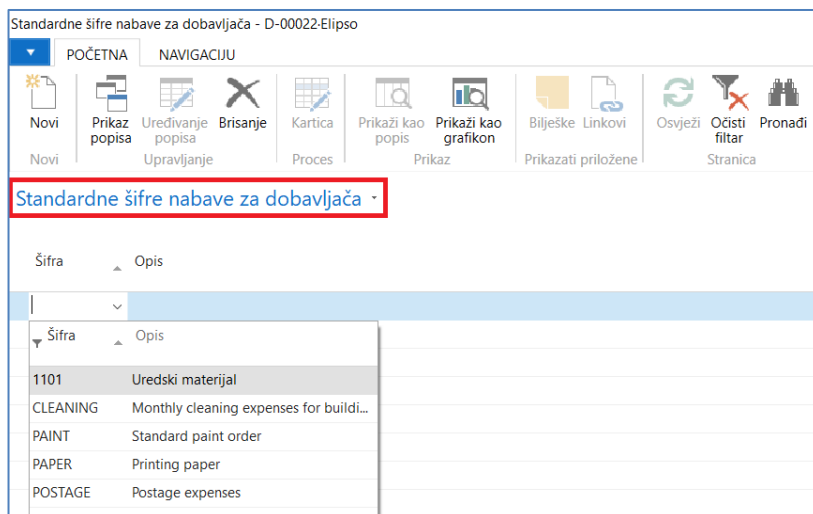 Standardne šifre nabave za dobavljača - D-00022·Elipso
POČETNA NAVIGACIJU
Novi Prikaz popisa Uređivanje popisa Brisanje Kartica Prikaži kao popis Prikaži kao grafikon Bilješke Linkovi Osvježi Očisti filtar Pronađi
Novi Upravljanje Proces Prikaz Prikazati priložene Stranica
Standardne šifre nabave za dobavljača
Šifra Opis
Šifra Opis
1101 Uredski materijal
CLEANING Monthly cleaning expenses for buildi...
PAINT Standard paint order
PAPER Printing paper
POSTAGE Postage expenses